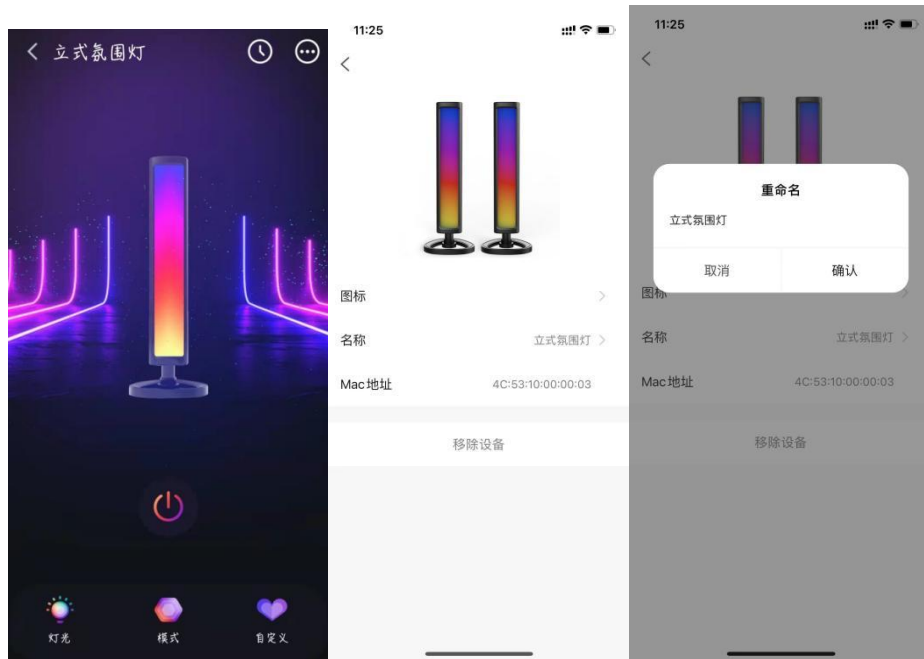 立式氛围灯
灯光
模式
自定义
11:25
图标
名称
立式氛围灯
Mac地址
4C:53:10:00:00:03
移除设备
11:25
重命名
立式氛围灯
取消
确认
图标
名称
立式氛围灯
Mac地址
4C:53:10:00:00:03
移除设备